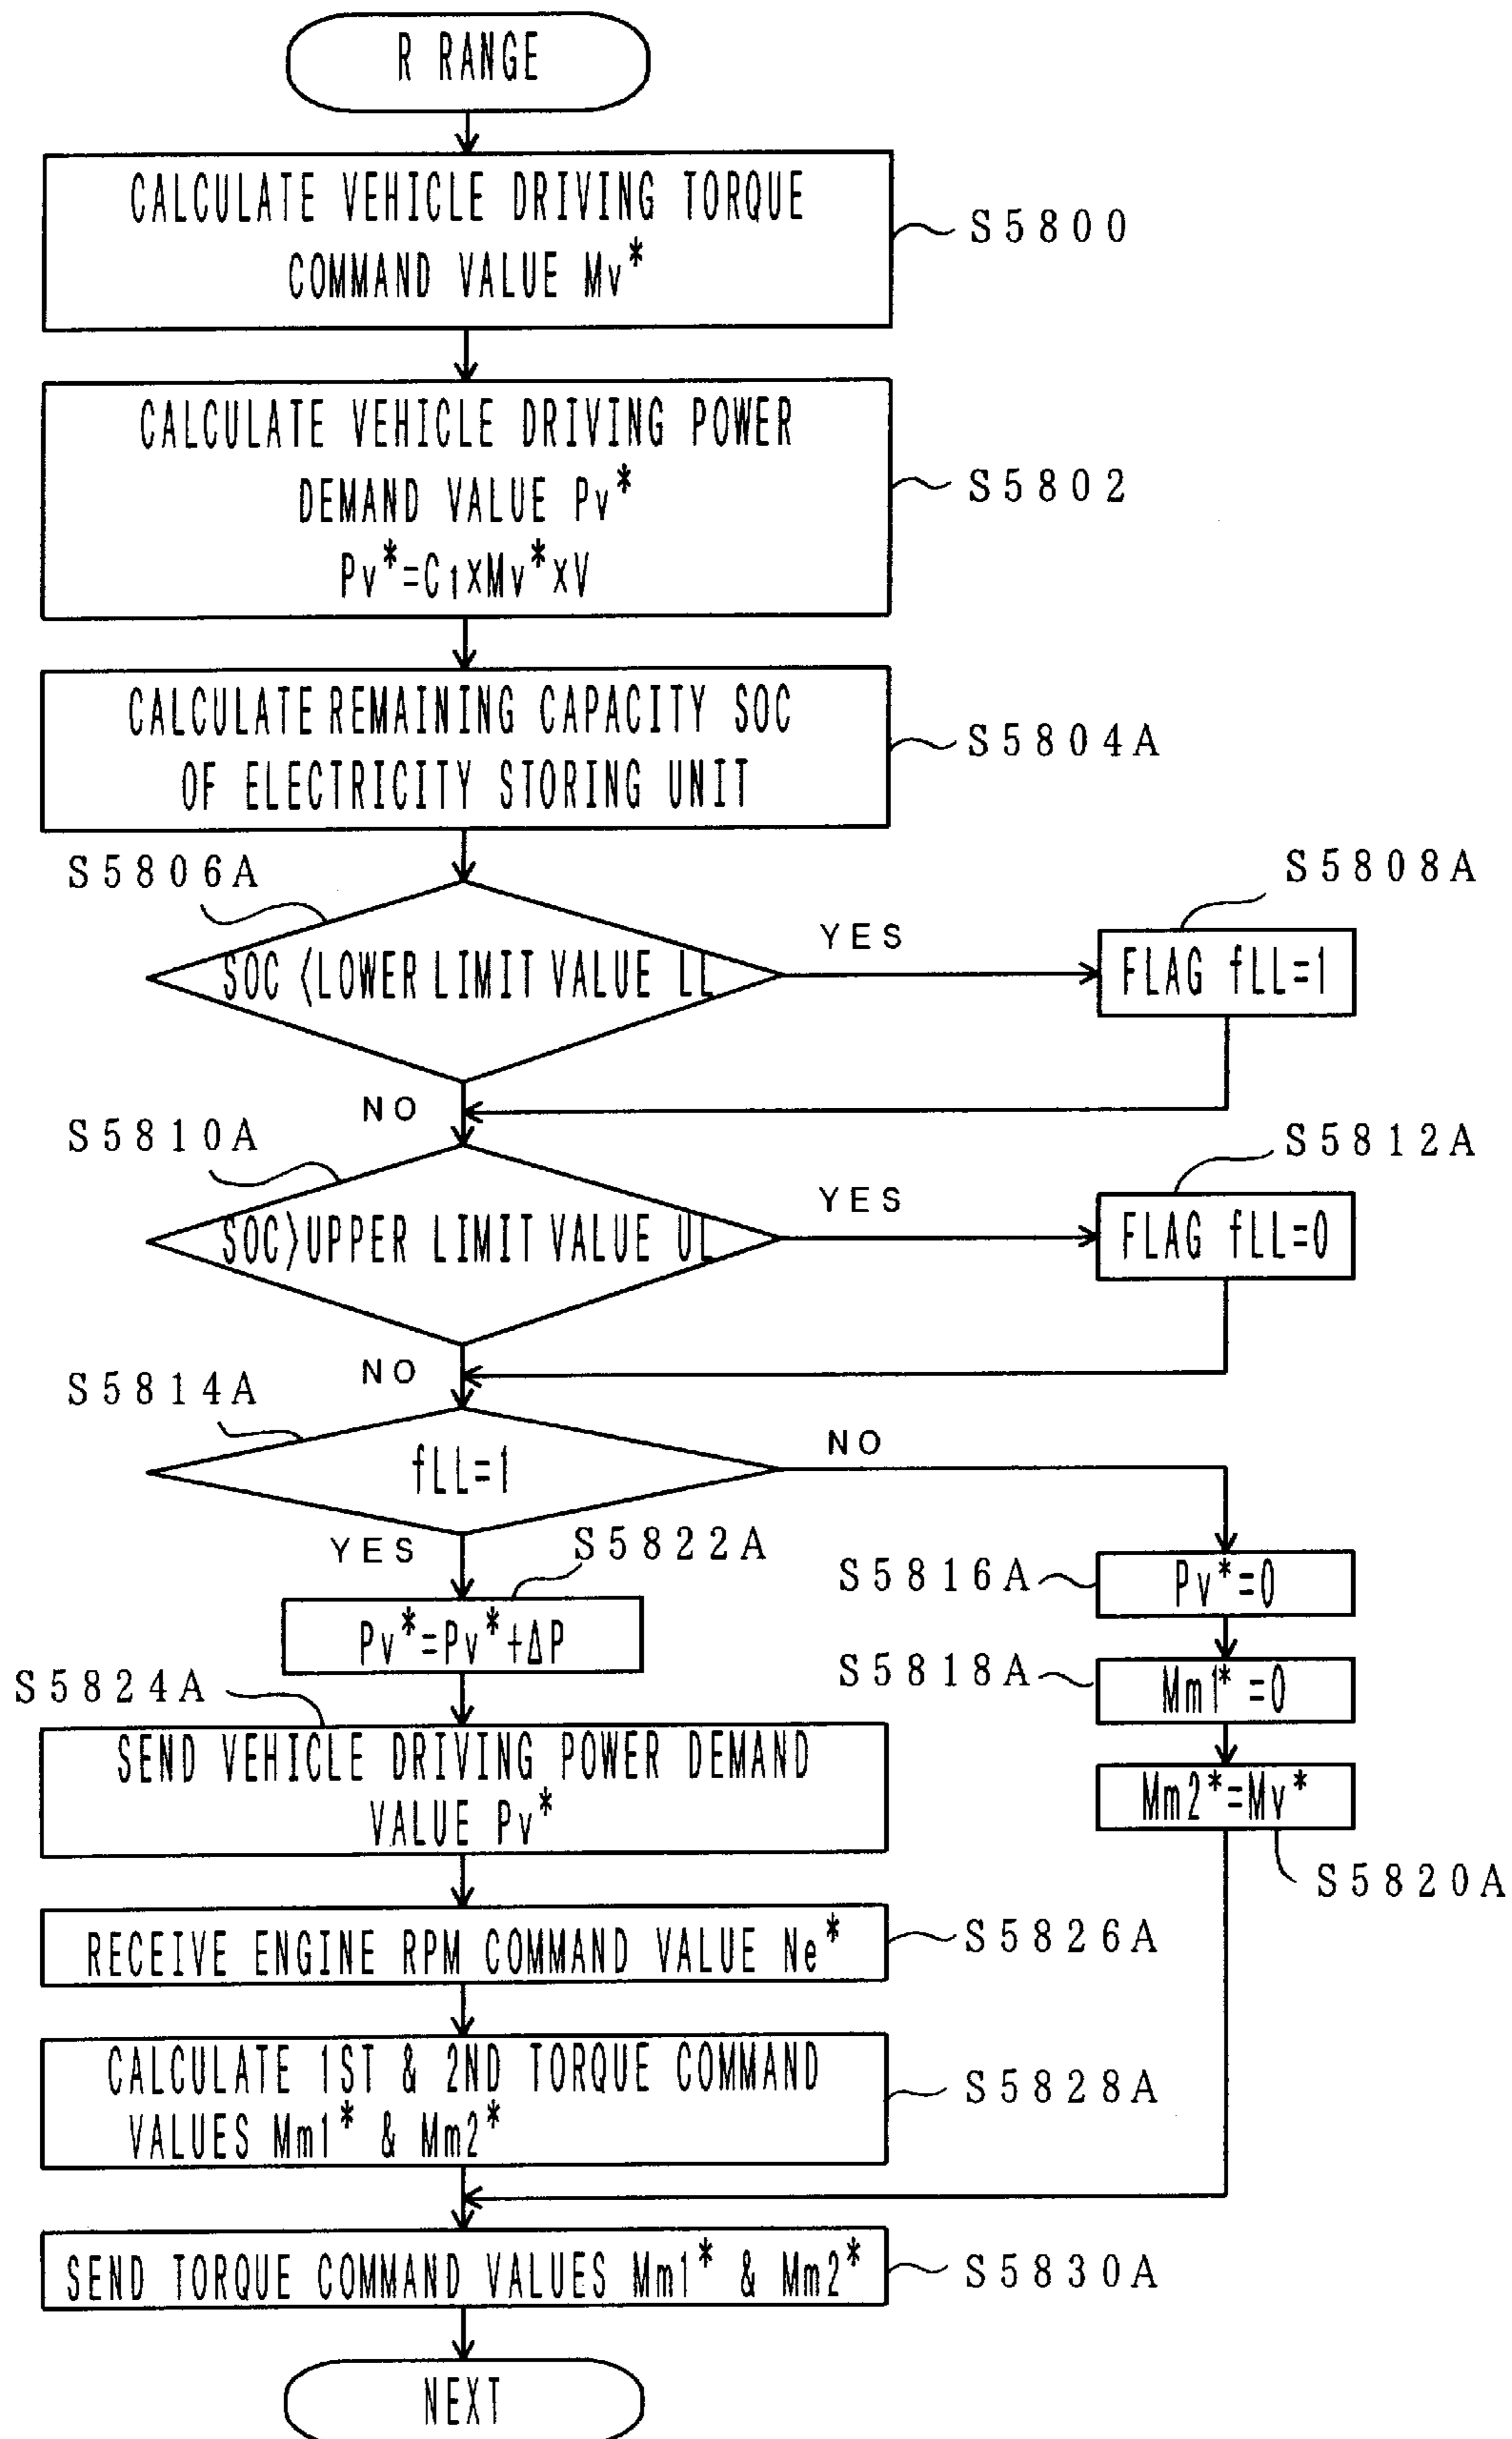 R RANGE
CALCULATE VEHICLE DRIVING TORQUE
COMMAND VALUE Mv*
S5800
CALCULATE VEHICLE DRIVING POWER
DEMAND VALUE Pv*
Pv*=C1×Mv*×V
S5802
CALCULATE REMAINING CAPACITY SOC
OF ELECTRICITY STORING UNIT
S5804A
S5806A
SOC <LOWER LIMIT VALUE LL
YES
S5808A
FLAG fLL=1
NO
S5810A
SOC>UPPER LIMIT VALUE UL
YES
S5812A
FLAG fLL=0
NO
S5814A
fLL=1
NO
YES
S5822A
Pv*=Pv*+ΔP
S5816A
Pv*=0
S5818A
Mm1*=0
Mm2*=Mv*
S5820A
S5824A
SEND VEHICLE DRIVING POWER DEMAND
VALUE Pv*
RECEIVE ENGINE RPM COMMAND VALUE Ne*
S5826A
CALCULATE 1ST & 2ND TORQUE COMMAND
VALUES Mm1* & Mm2*
S5828A
SEND TORQUE COMMAND VALUES Mm1* & Mm2*
S5830A
NEXT